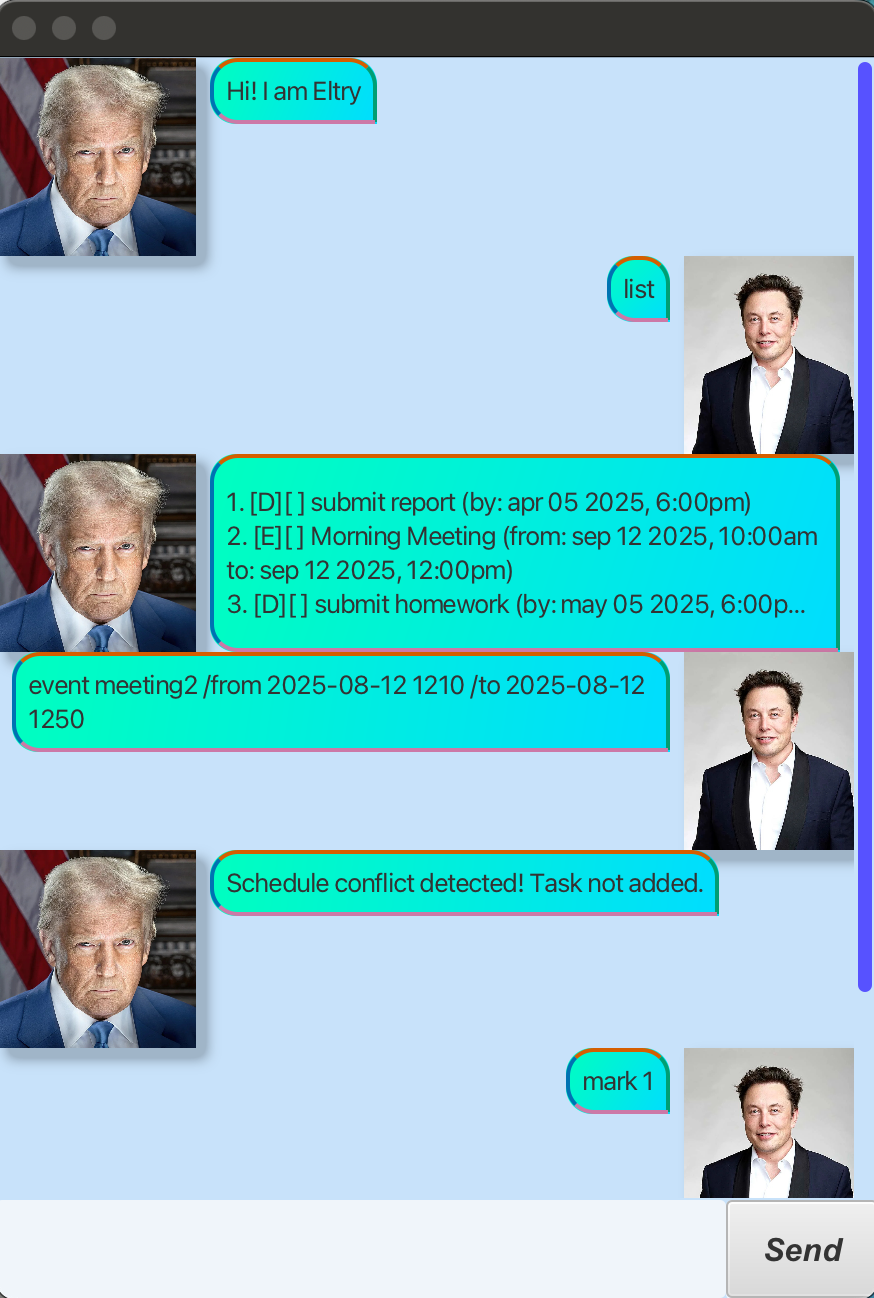 Hi! I am Eltry
list
1. [D][ ] submit report (by: apr 05 2025, 6:00pm)
2. [E][ ] Morning Meeting (from: sep 12 2025, 10:00am
to: sep 12 2025, 12:00pm)
3. [D][ ] submit homework (by: may 05 2025, 6:00p...
event meeting2 /from 2025-08-12 1210 /to 2025-08-12
1250
Schedule conflict detected! Task not added.
mark 1
Send